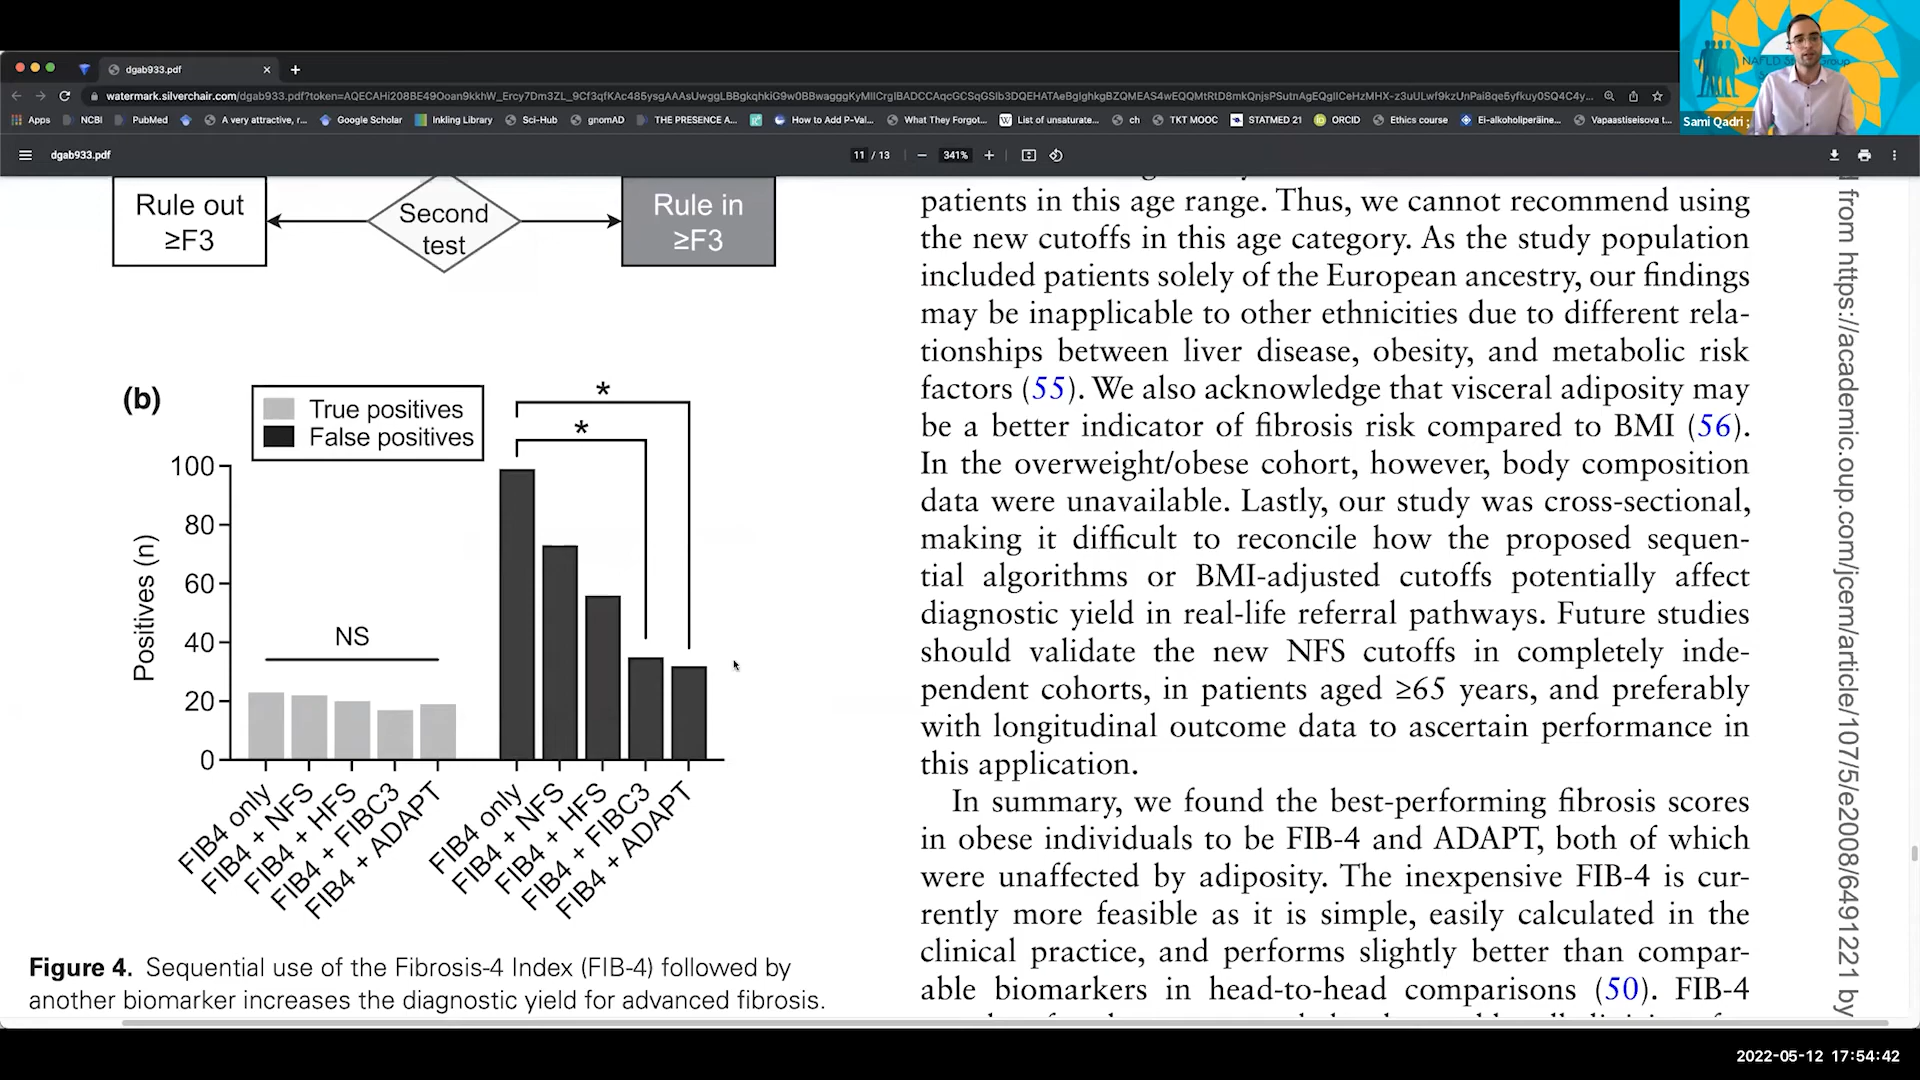 dgab933.pdf
watermark.silverchair.com/dgab933.pdf?token=
Apps NCBI PubMed A very attractive, r... Google Scholar Inkling Library Sci-Hub gnomAD THE PRESENCE A... How to Add P-Val... What They Forgot... List of unsaturate... ch TKT MOOC STATMED 21 ORCID Ethics course Ei-alkoholiperäine... Vapaastiseisova t...
Sami Qadri ;
dgab933.pdf
11 / 13
341%
Rule out
≥F3
Second
test
Rule in
≥F3
(b)
True positives
False positives
*
*
NS
Positives (n)
100
80
60
40
20
0
FIB4 only
FIB4 + NFS
FIB4 + HFS
FIB4 + FIBC3
FIB4 + ADAPT
FIB4 only
FIB4 + NFS
FIB4 + HFS
FIB4 + FIBC3
FIB4 + ADAPT
Figure 4. Sequential use of the Fibrosis-4 Index (FIB-4) followed by
another biomarker increases the diagnostic yield for advanced fibrosis.
patients in this age range. Thus, we cannot recommend using
the new cutoffs in this age category. As the study population
included patients solely of the European ancestry, our findings
may be inapplicable to other ethnicities due to different rela-
tionships between liver disease, obesity, and metabolic risk
factors (55). We also acknowledge that visceral adiposity may
be a better indicator of fibrosis risk compared to BMI (56).
In the overweight/obese cohort, however, body composition
data were unavailable. Lastly, our study was cross-sectional,
making it difficult to reconcile how the proposed sequen-
tial algorithms or BMI-adjusted cutoffs potentially affect
diagnostic yield in real-life referral pathways. Future studies
should validate the new NFS cutoffs in completely inde-
pendent cohorts, in patients aged ≥65 years, and preferably
with longitudinal outcome data to ascertain performance in
this application.
In summary, we found the best-performing fibrosis scores
in obese individuals to be FIB-4 and ADAPT, both of which
were unaffected by adiposity. The inexpensive FIB-4 is cur-
rently more feasible as it is simple, easily calculated in the
clinical practice, and performs slightly better than compar-
able biomarkers in head-to-head comparisons (50). FIB-4
from https://academic.oup.com/jcem/article/107/5/e2008/6491221 by
2022-05-12 17:54:42